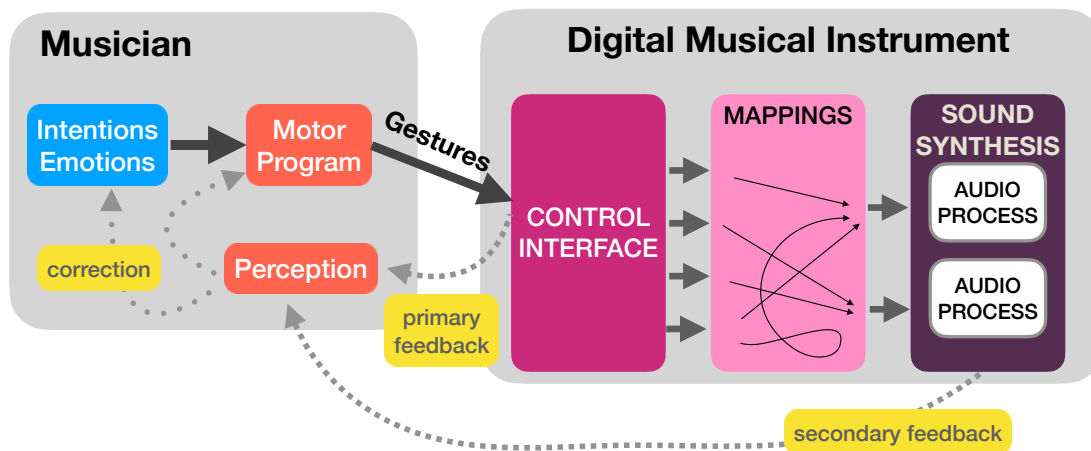 Musician
Intentions
Emotions
Motor
Program
Gestures
correction
Perception
primary
feedback
Digital Musical Instrument
CONTROL
INTERFACE
MAPPINGS
SOUND
SYNTHESIS
AUDIO
PROCESS
AUDIO
PROCESS
secondary feedback